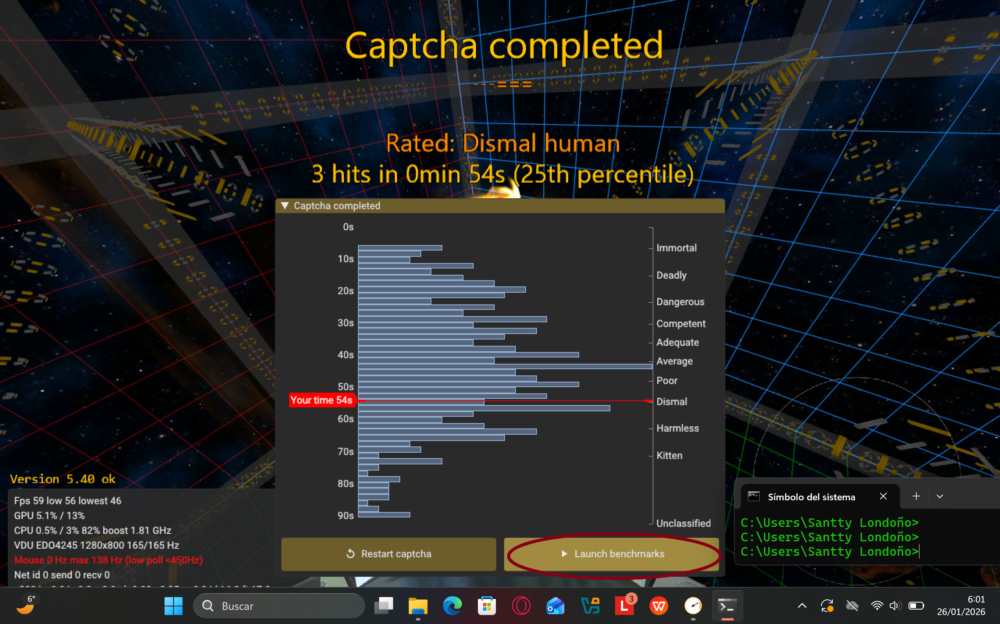 Captcha completed
---===
Rated: Dismal human
3 hits in 0min 54s (25th percentile)
▼ Captcha completed
0s
10s
20s
30s
40s
50s
60s
70s
80s
90s
Your time 54s
Immortal
Deadly
Dangerous
Competent
Adequate
Average
Poor
Dismal
Harmless
Kitten
Unclassified
Restart captcha
Launch benchmarks
Version 5.40 ok
Fps 59 low 56 lowest 46
GPU 5.1% / 13%
CPU 0.5% / 3% 82% boost 1.81 GHz
VDU EDO4245 1280x800 165/165 Hz
Mouse 0 Hz max 138 Hz (low poll <450Hz)
Net id 0 send 0 recv 0
Símbolo del sistema
C:\Users\Santty Londoño>
C:\Users\Santty Londoño>
C:\Users\Santty Londoño>
6°
Buscar
3
6:01
26/01/2026